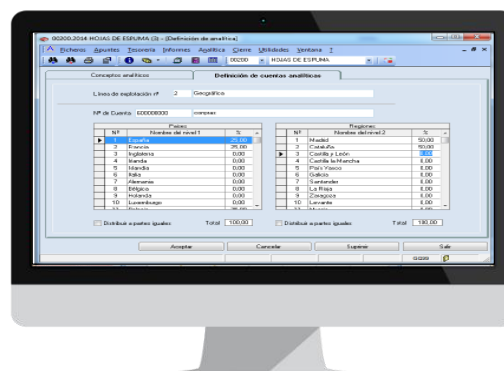 00200.2014 HOJAS DE ESPUMA (3) - [Definición de analítica]
Ficheros Apuntes Tesorería Informes Analítica Cierre Utilidades Ventana ?
00200 HOJAS DE ESPUMA
Conceptos analíticos Definición de cuentas analíticas
Línea de explotación nº 2 Geográfica
Nº de Cuenta 600000000 compras
Países Regiones
Nº Nombre del nivel 1 % Nº Nombre del nivel 2 %
1 España 25,00 1 Madrid 50,00
2 Francia 25,00 2 Cataluña 50,00
3 Inglaterra 0,00 3 Castilla y León 0,00
4 Irlanda 0,00 4 Castilla la Mancha 0,00
5 0,00 5 País Vasco 0,00
6 Italia 0,00 6 Galicia 0,00
7 Alemania 0,00 7 Santander 0,00
8 Bélgica 0,00 8 La Rioja 0,00
9 Holanda 0,00 9 Zaragoza 0,00
10 Luxemburgo 0,00 10 Levante 0,00
Distribuir a partes iguales Total 100,00 Distribuir a partes iguales Total 100,00
Aceptar Cancelar Suprimir Salir